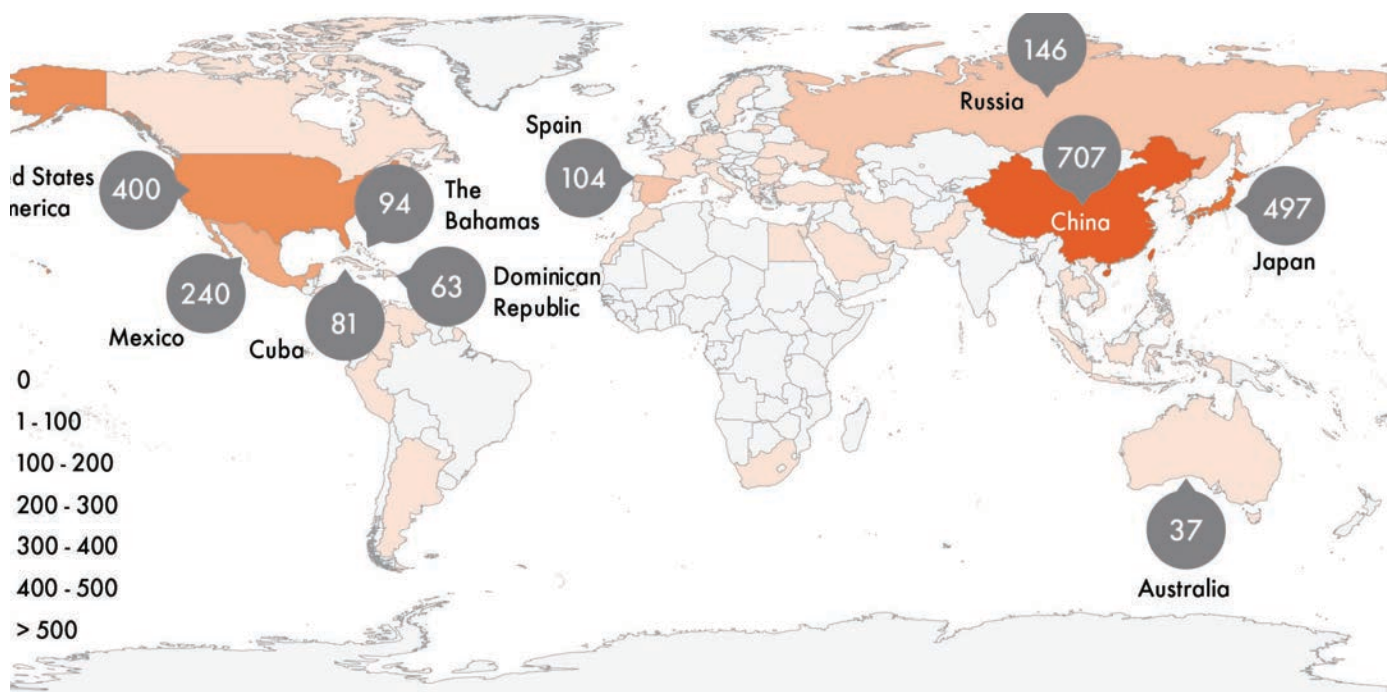 146
Russia
Spain
707
104
d States
merica
400
94
The
Bahamas
China
497
Japan
240
Mexico
81
Cuba
63
Dominican
Republic
0
1 - 100
100 - 200
200 - 300
300 - 400
400 - 500
> 500
37
Australia